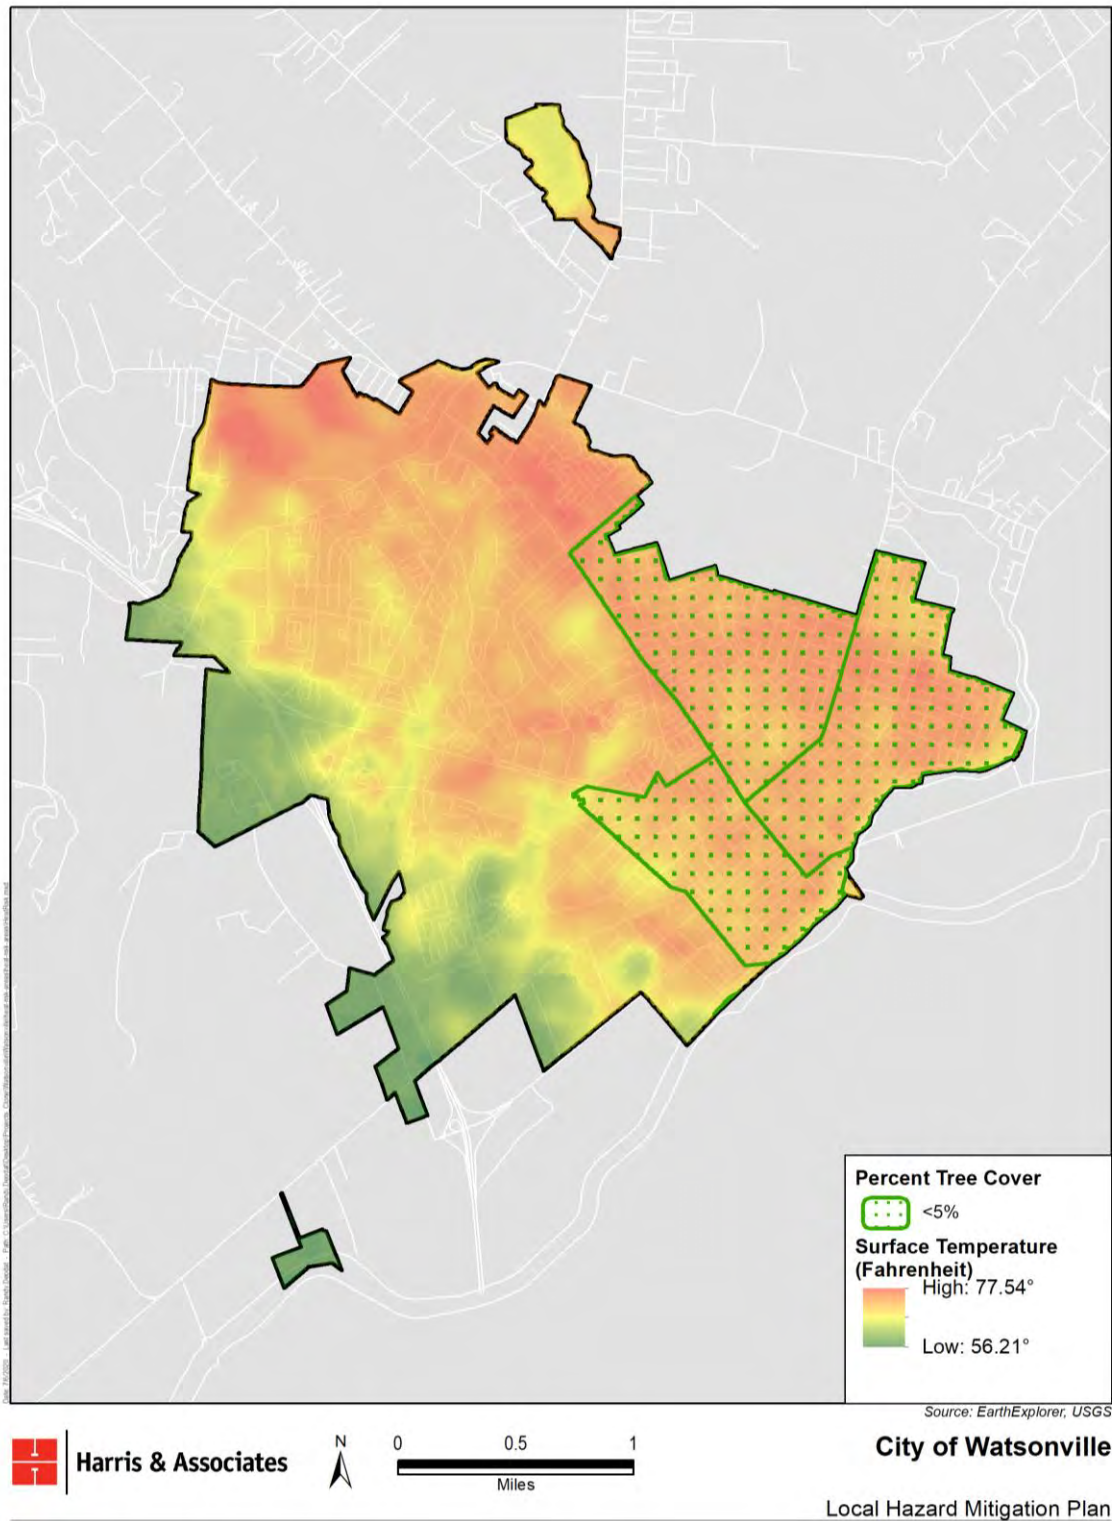 Percent Tree Cover
<5%
Surface Temperature
(Fahrenheit)
High: 77.54°
Low: 56.21°
Source: EarthExplorer, USGS
Harris & Associates
N
0 0.5 1
Miles
City of Watsonville
Local Hazard Mitigation Plan